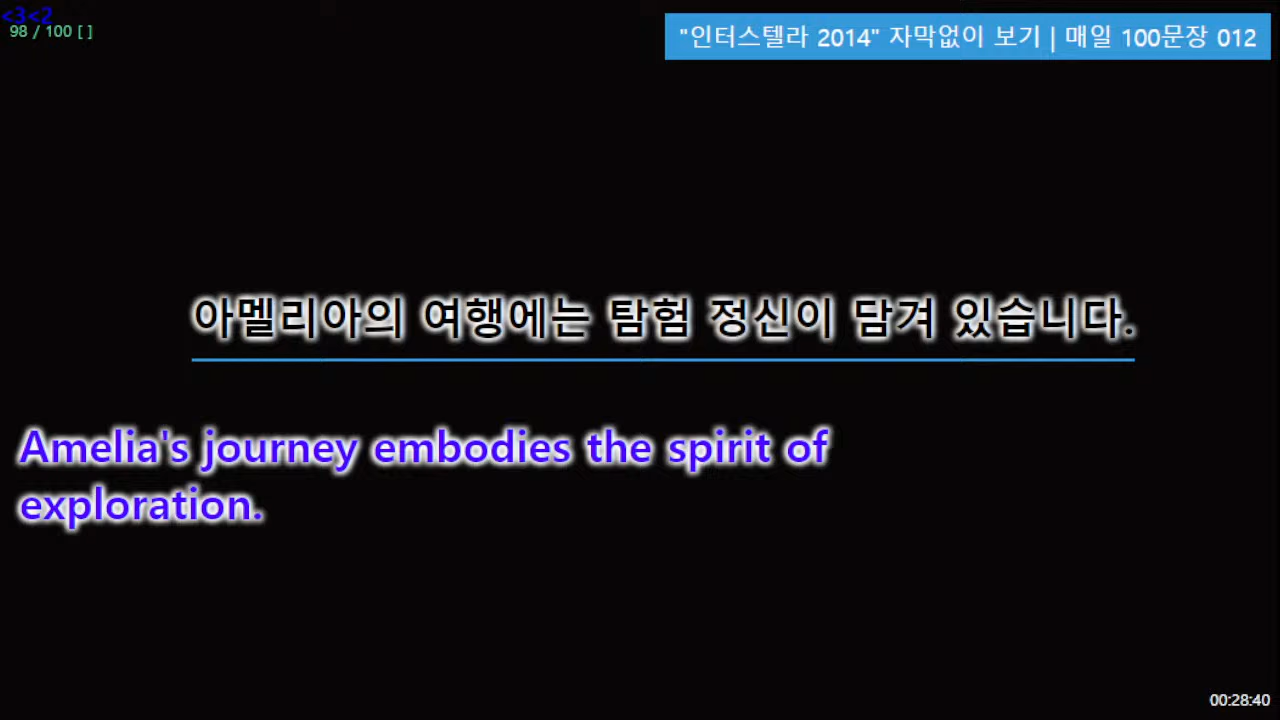 <3<2
98 / 100 [ ]
"인터스텔라 2014" 자막없이 보기 | 매일 100문장 012
아멜리아의 여행에는 탐험 정신이 담겨 있습니다.
Amelia's journey embodies the spirit of
exploration.
00:28:40